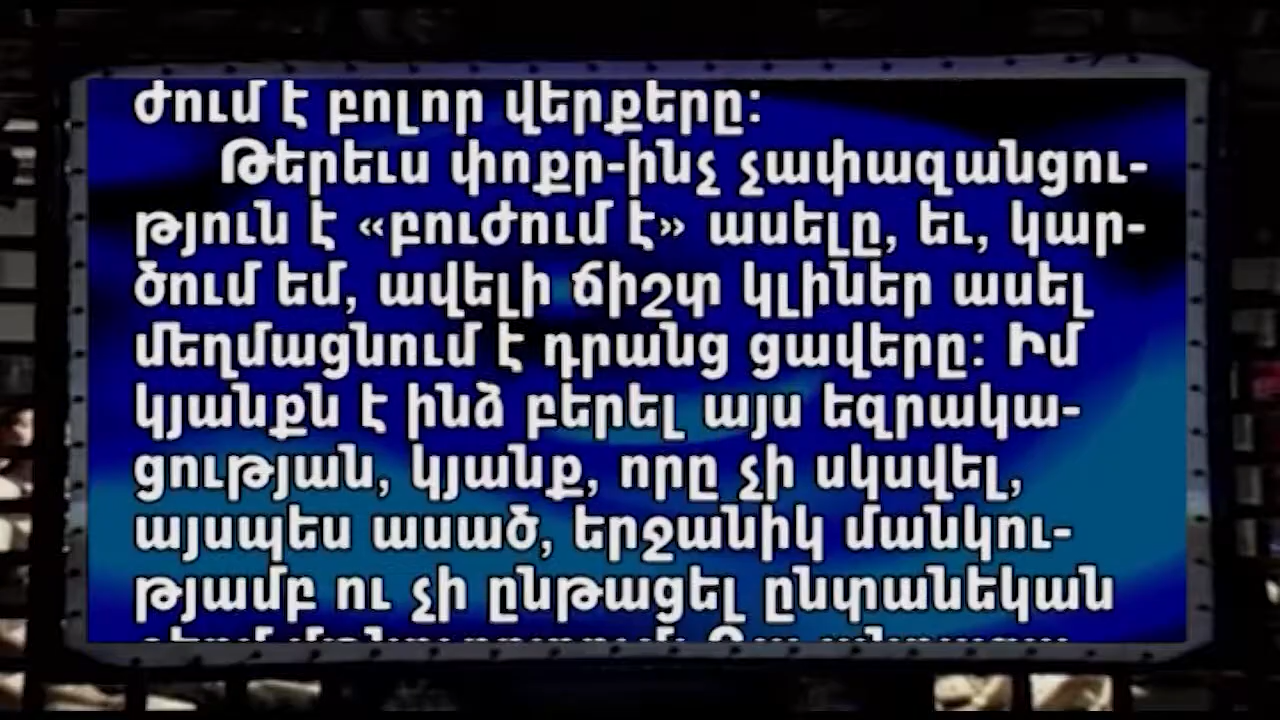 ժում է բոլոր վերքերը:
Թերեւս փոքր-ինչ չափազանցու-
թյուն է «բուժում է» ասելը, եւ, կար-
ծում եմ, ավելի ճիշտ կլիներ ասել
մեղմացնում է դրանց ցավերը: Իմ
կյանքն է ինձ բերել այս եզրակա-
ցության, կյանք, որը չի սկսվել,
այսպես ասած, երջանիկ մանկու-
թյամբ ու չի ընթացել ընտանեկան